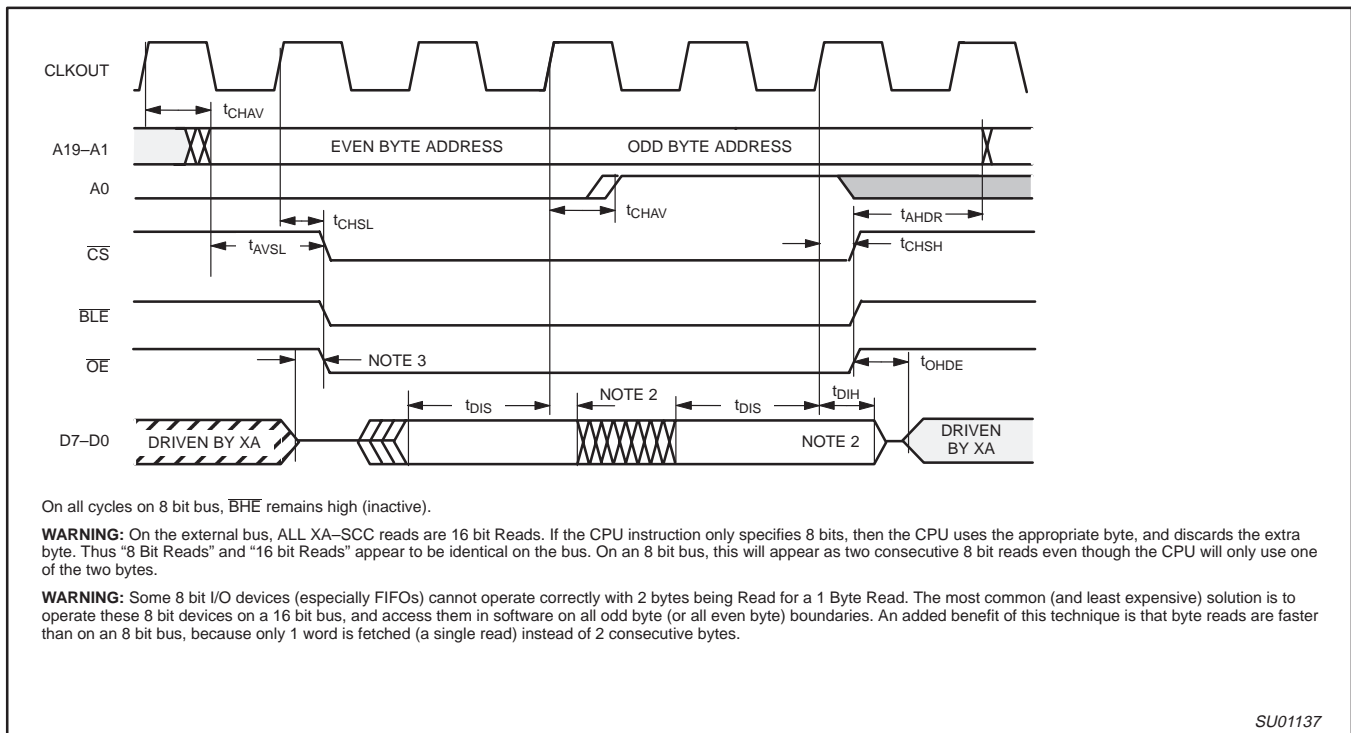 CLKOUT
tCHAV
A19–A1
EVEN BYTE ADDRESS
ODD BYTE ADDRESS
A0
tCHSL
tCHAV
tAHDR
tAVSL
tCHSH
CS
BLE
OE
NOTE 3
tOHDE
tDIS
NOTE 2
tDIS
tDIH
D7–D0
DRIVEN BY XA
NOTE 2
DRIVEN
BY XA
On all cycles on 8 bit bus, BHE remains high (inactive).
WARNING: On the external bus, ALL XA–SCC reads are 16 bit Reads. If the CPU instruction only specifies 8 bits, then the CPU uses the appropriate byte, and discards the extra
byte. Thus “8 Bit Reads” and “16 bit Reads” appear to be identical on the bus. On an 8 bit bus, this will appear as two consecutive 8 bit reads even though the CPU will only use one
of the two bytes.
WARNING: Some 8 bit I/O devices (especially FIFOs) cannot operate correctly with 2 bytes being Read for a 1 Byte Read. The most common (and least expensive) solution is to
operate these 8 bit devices on a 16 bit bus, and access them in software on all odd byte (or all even byte) boundaries. An added benefit of this technique is that byte reads are faster
than on an 8 bit bus, because only 1 word is fetched (a single read) instead of 2 consecutive bytes.
SU01137